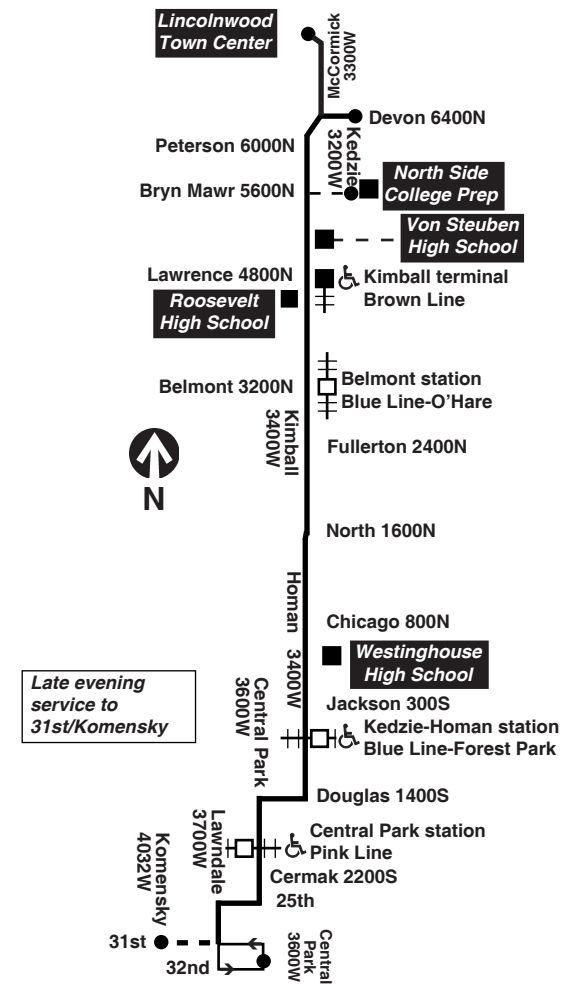 Lincolnwood
Town Center
McCormick
3300W
Devon 6400N
Peterson 6000N
Kedzie
3200W
Bryn Mawr 5600N
North Side
College Prep
Von Steuben
High School
Lawrence 4800N
Kimball terminal
Brown Line
Roosevelt
High School
Belmont 3200N
Belmont station
Blue Line-O'Hare
Kimball
3400W
Fullerton 2400N
N
North 1600N
Homan 3400W
Chicago 800N
Westinghouse
High School
Late evening
service to
31st/Komensky
Central Park
3600W
Jackson 300S
Kedzie-Homan station
Blue Line-Forest Park
Douglas 1400S
Lawndale
3700W
Central Park station
Pink Line
Komensky
4032W
Cermak 2200S
25th
31st
32nd
Central
Park
3600W